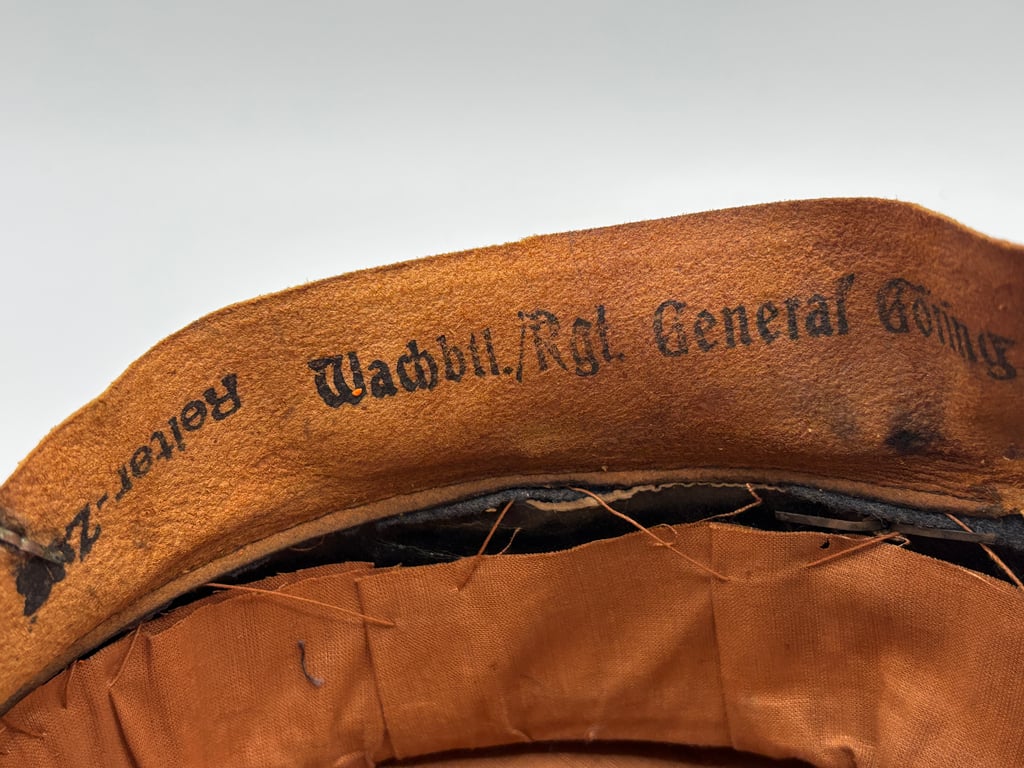 Wachbtl./Rgt. General Göring
Reiter-Z